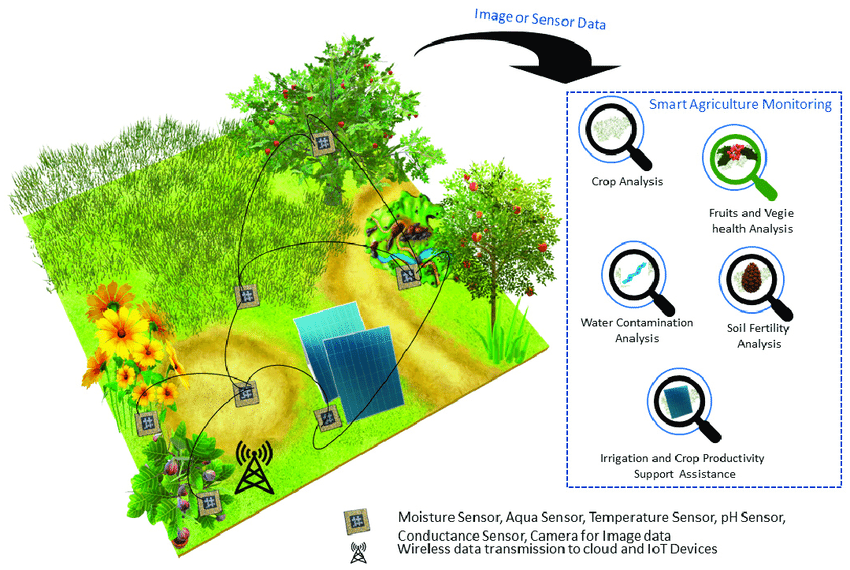 Image or Sensor Data
Smart Agriculture Monitoring
Crop Analysis
Fruits and Vegie
health Analysis
Water Contamination
Analysis
Soil Fertility
Analysis
Irrigation and Crop Productivity
Support Assistance
Moisture Sensor, Aqua Sensor, Temperature Sensor, pH Sensor,
Conductance Sensor, Camera for Image data
Wireless data transmission to cloud and IoT Devices